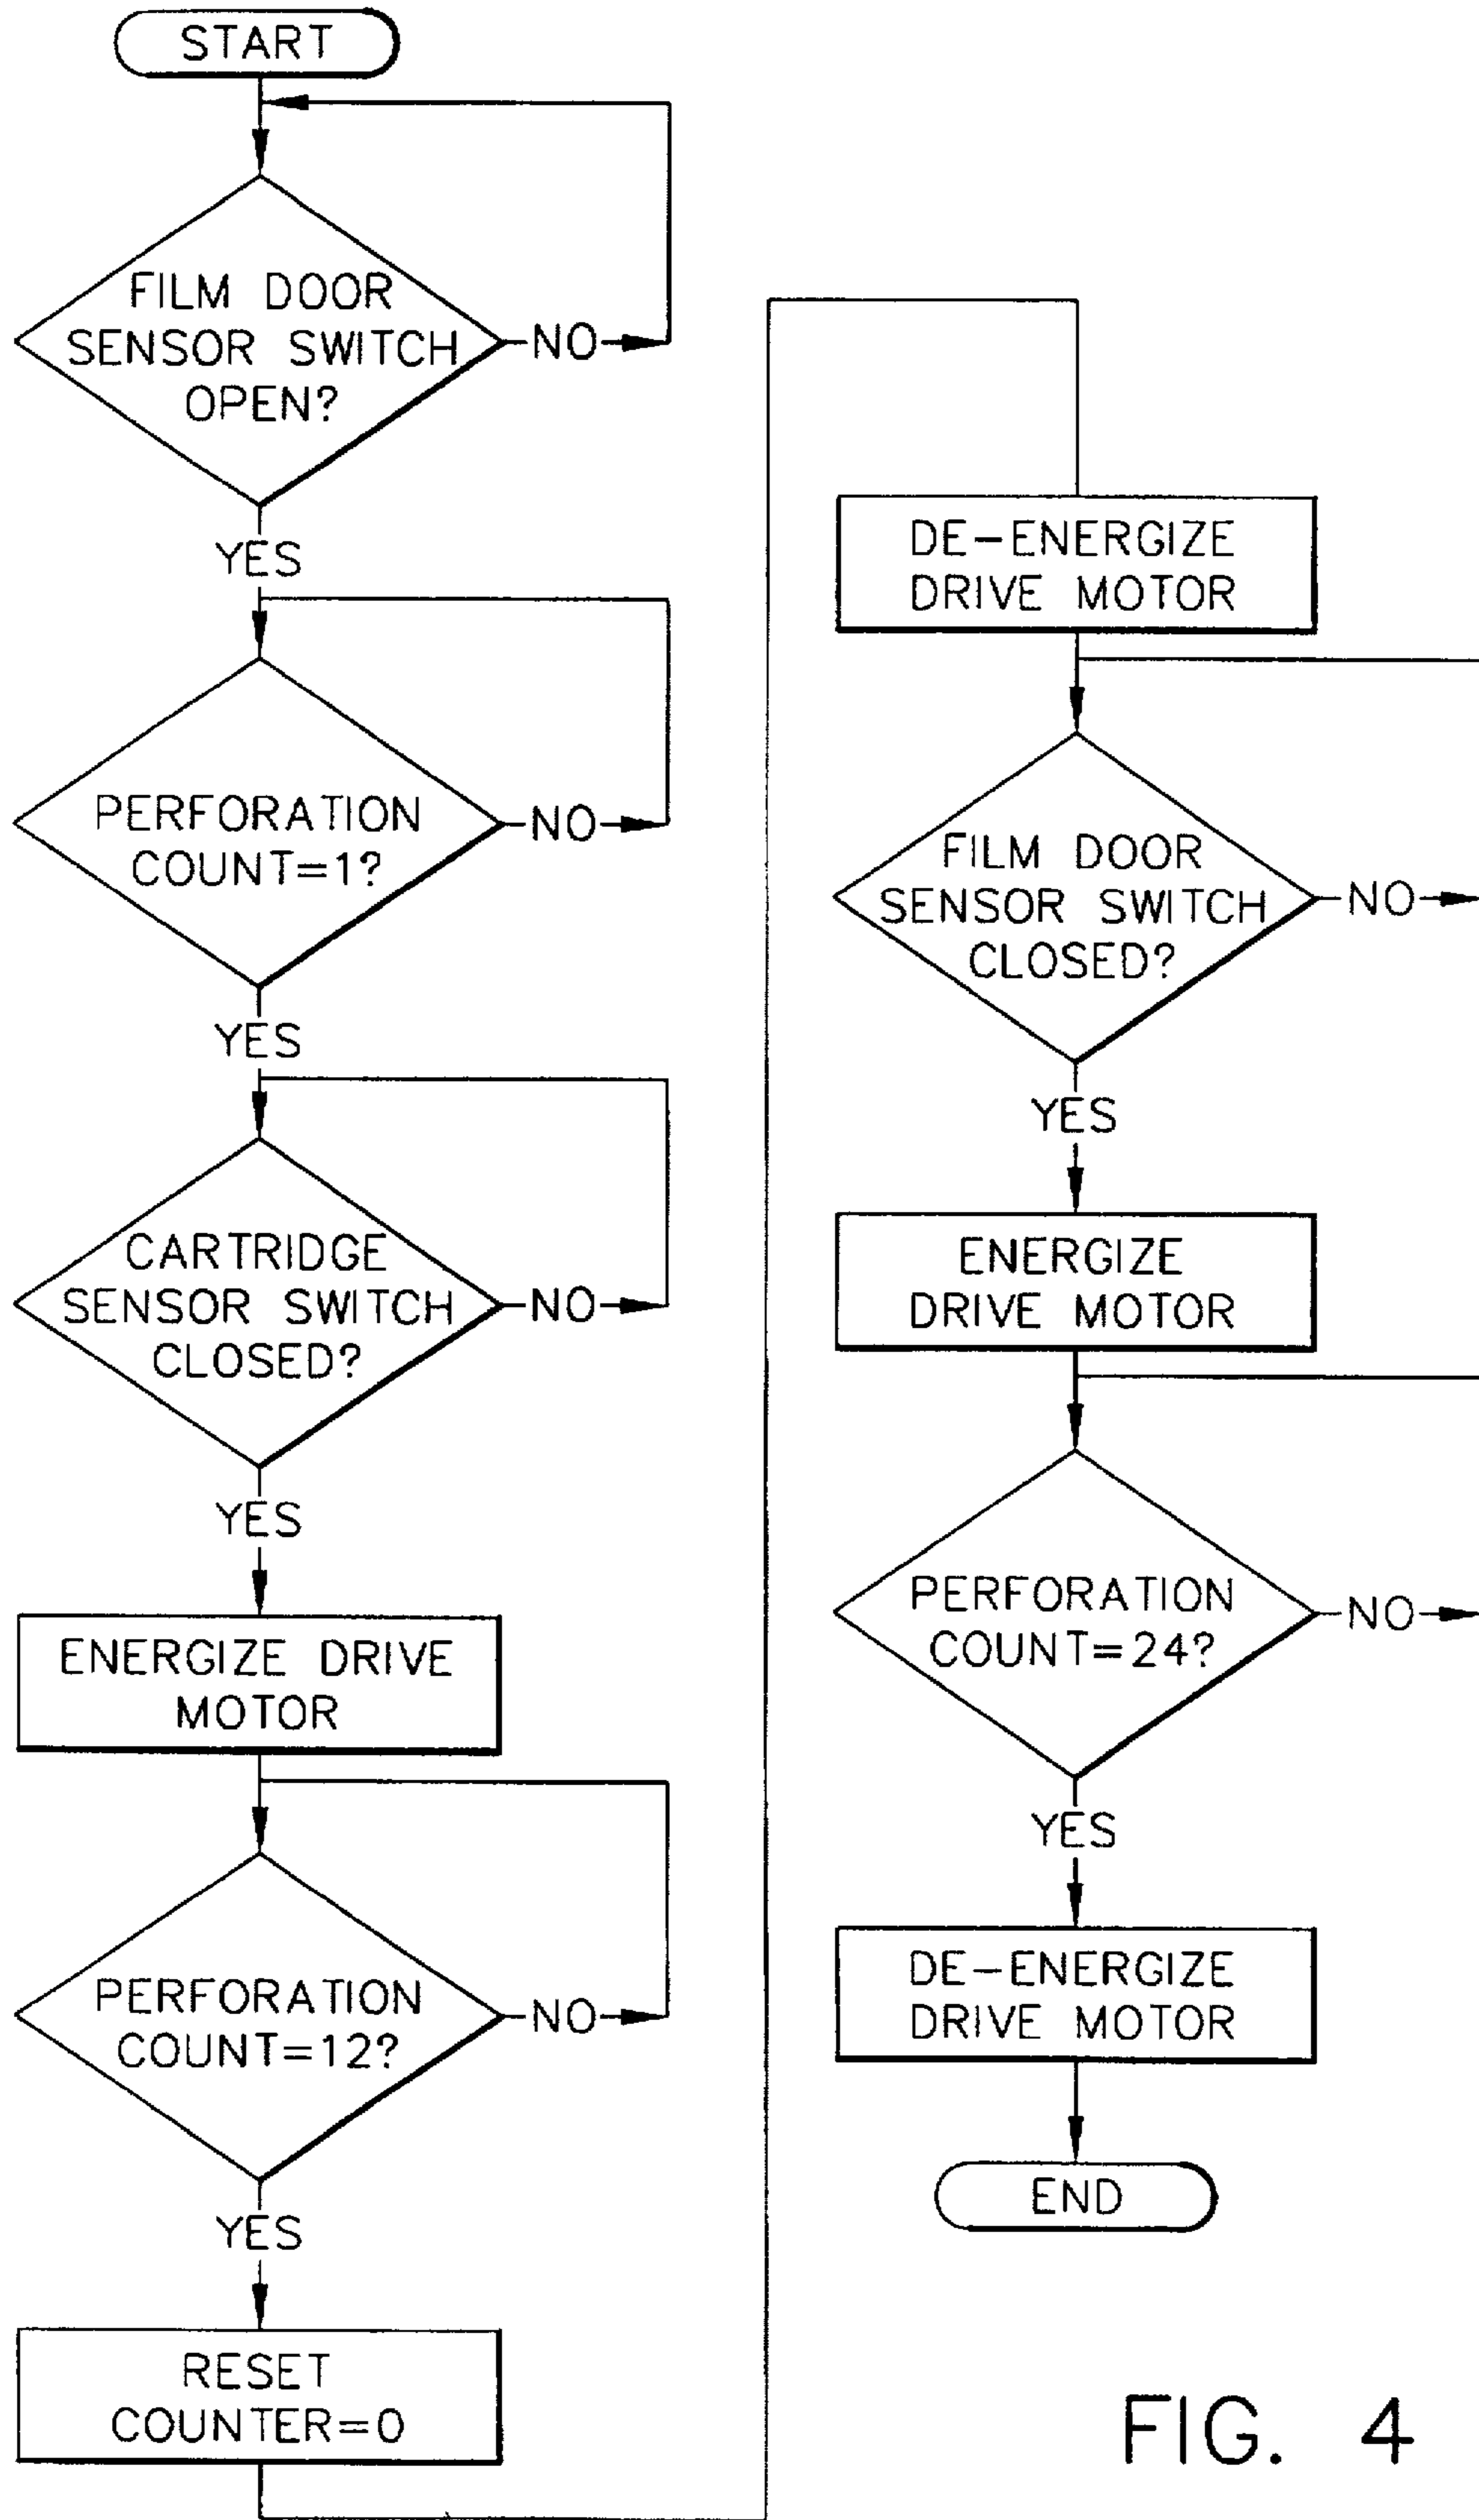 START
FILM DOOR
SENSOR SWITCH
OPEN?
NO
YES
PERFORATION
COUNT=1?
NO
YES
CARTRIDGE
SENSOR SWITCH
CLOSED?
NO
YES
ENERGIZE DRIVE
MOTOR
PERFORATION
COUNT=12?
NO
YES
RESET
COUNTER=0
DE-ENERGIZE
DRIVE MOTOR
FILM DOOR
SENSOR SWITCH
CLOSED?
NO
YES
ENERGIZE
DRIVE MOTOR
PERFORATION
COUNT=24?
NO
YES
DE-ENERGIZE
DRIVE MOTOR
END
FIG. 4